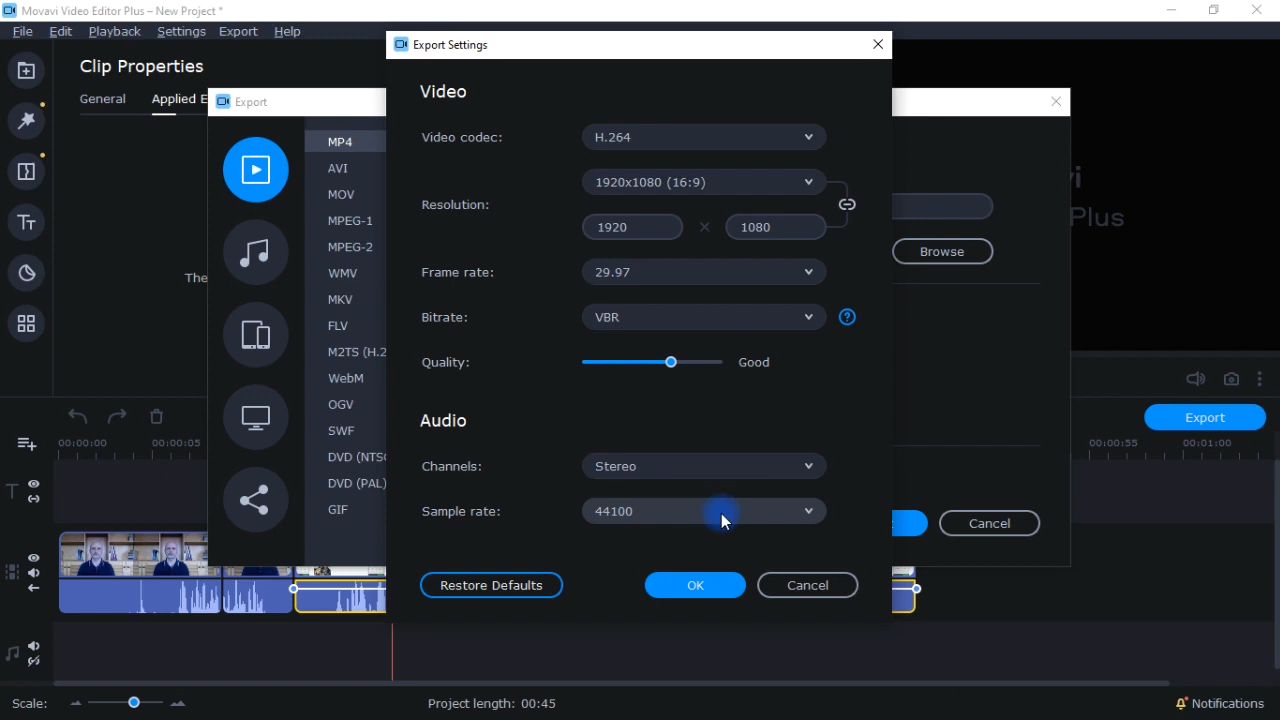 Movavi Video Editor Plus – New Project *
File Edit Playback Settings Export Help
Clip Properties
General Applied E
The
Export
MP4
AVI
MOV
MPEG-1
MPEG-2
WMV
MKV
FLV
M2TS (H.2
WebM
OGV
SWF
DVD (NTSC
DVD (PAL)
GIF
Export Settings
Video
Video codec: H.264
Resolution: 1920x1080 (16:9)
1920 × 1080
Frame rate: 29.97
Bitrate: VBR ?
Quality: Good
Audio
Channels: Stereo
Sample rate: 44100
Restore Defaults OK Cancel
Browse
Cancel
vi
Plus
Export
00:00:00 00:00:05 00:00:55 00:01:00
Scale: Project length: 00:45 Notifications